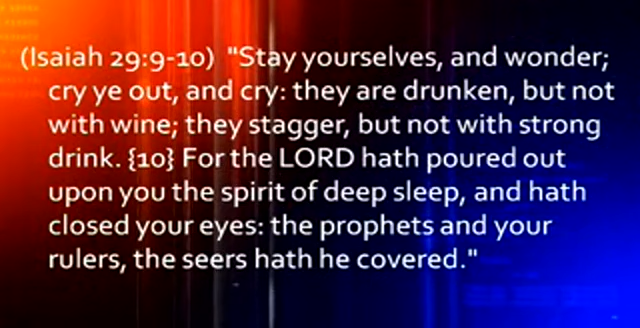 (Isaiah 29:9-10) "Stay yourselves, and wonder;
cry ye out, and cry: they are drunken, but not
with wine; they stagger, but not with strong
drink. {10} For the LORD hath poured out
upon you the spirit of deep sleep, and hath
closed your eyes: the prophets and your
rulers, the seers hath he covered."